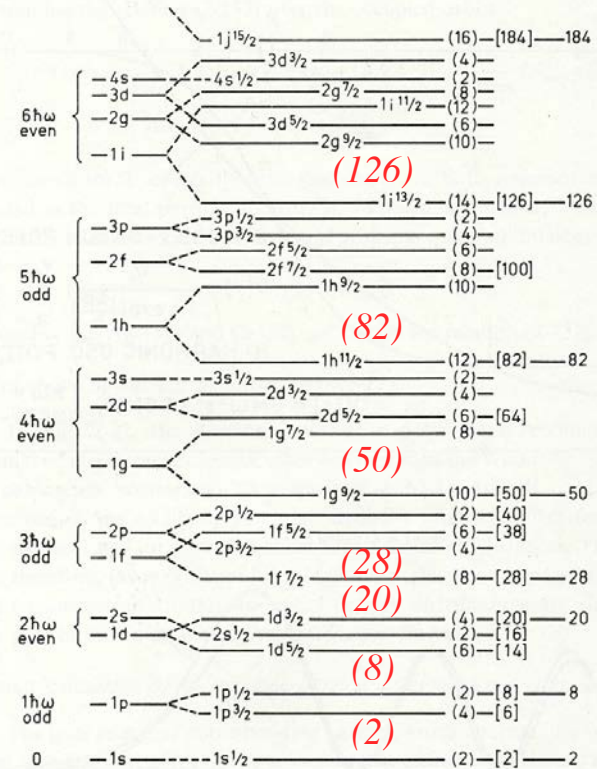 1j 15/2 (16) [184] 184
3d 3/2 (4)
4s 4s 1/2 (2)
3d 2g 7/2 (8)
1i 11/2 (12)
6ħω even 2g 3d 5/2 (6)
2g 9/2 (10)
1i
(126)
1i 13/2 (14) [126] 126
3p 3p 1/2 (2)
3p 3/2 (4)
2f 2f 5/2 (6)
2f 7/2 (8) [100]
5ħω odd 1h 9/2 (10)
1h (82)
1h 11/2 (12) [82] 82
3s 3s 1/2 (2)
2d 3/2 (4)
2d 2d 5/2 (6) [64]
4ħω even 1g 7/2 (8)
1g (50)
1g 9/2 (10) [50] 50
2p 1/2 (2) [40]
3ħω odd 2p 1f 5/2 (6) [38]
1f 2p 3/2 (4)
(28)
1f 7/2 (8) [28] 28
(20)
2s 1d 3/2 (4) [20] 20
2ħω even 1d 2s 1/2 (2) [16]
1d 5/2 (6) [14]
(8)
1p 1/2 (2) [8] 8
1ħω odd 1p 1p 3/2 (4) [6]
(2)
0 1s 1s 1/2 (2) [2] 2